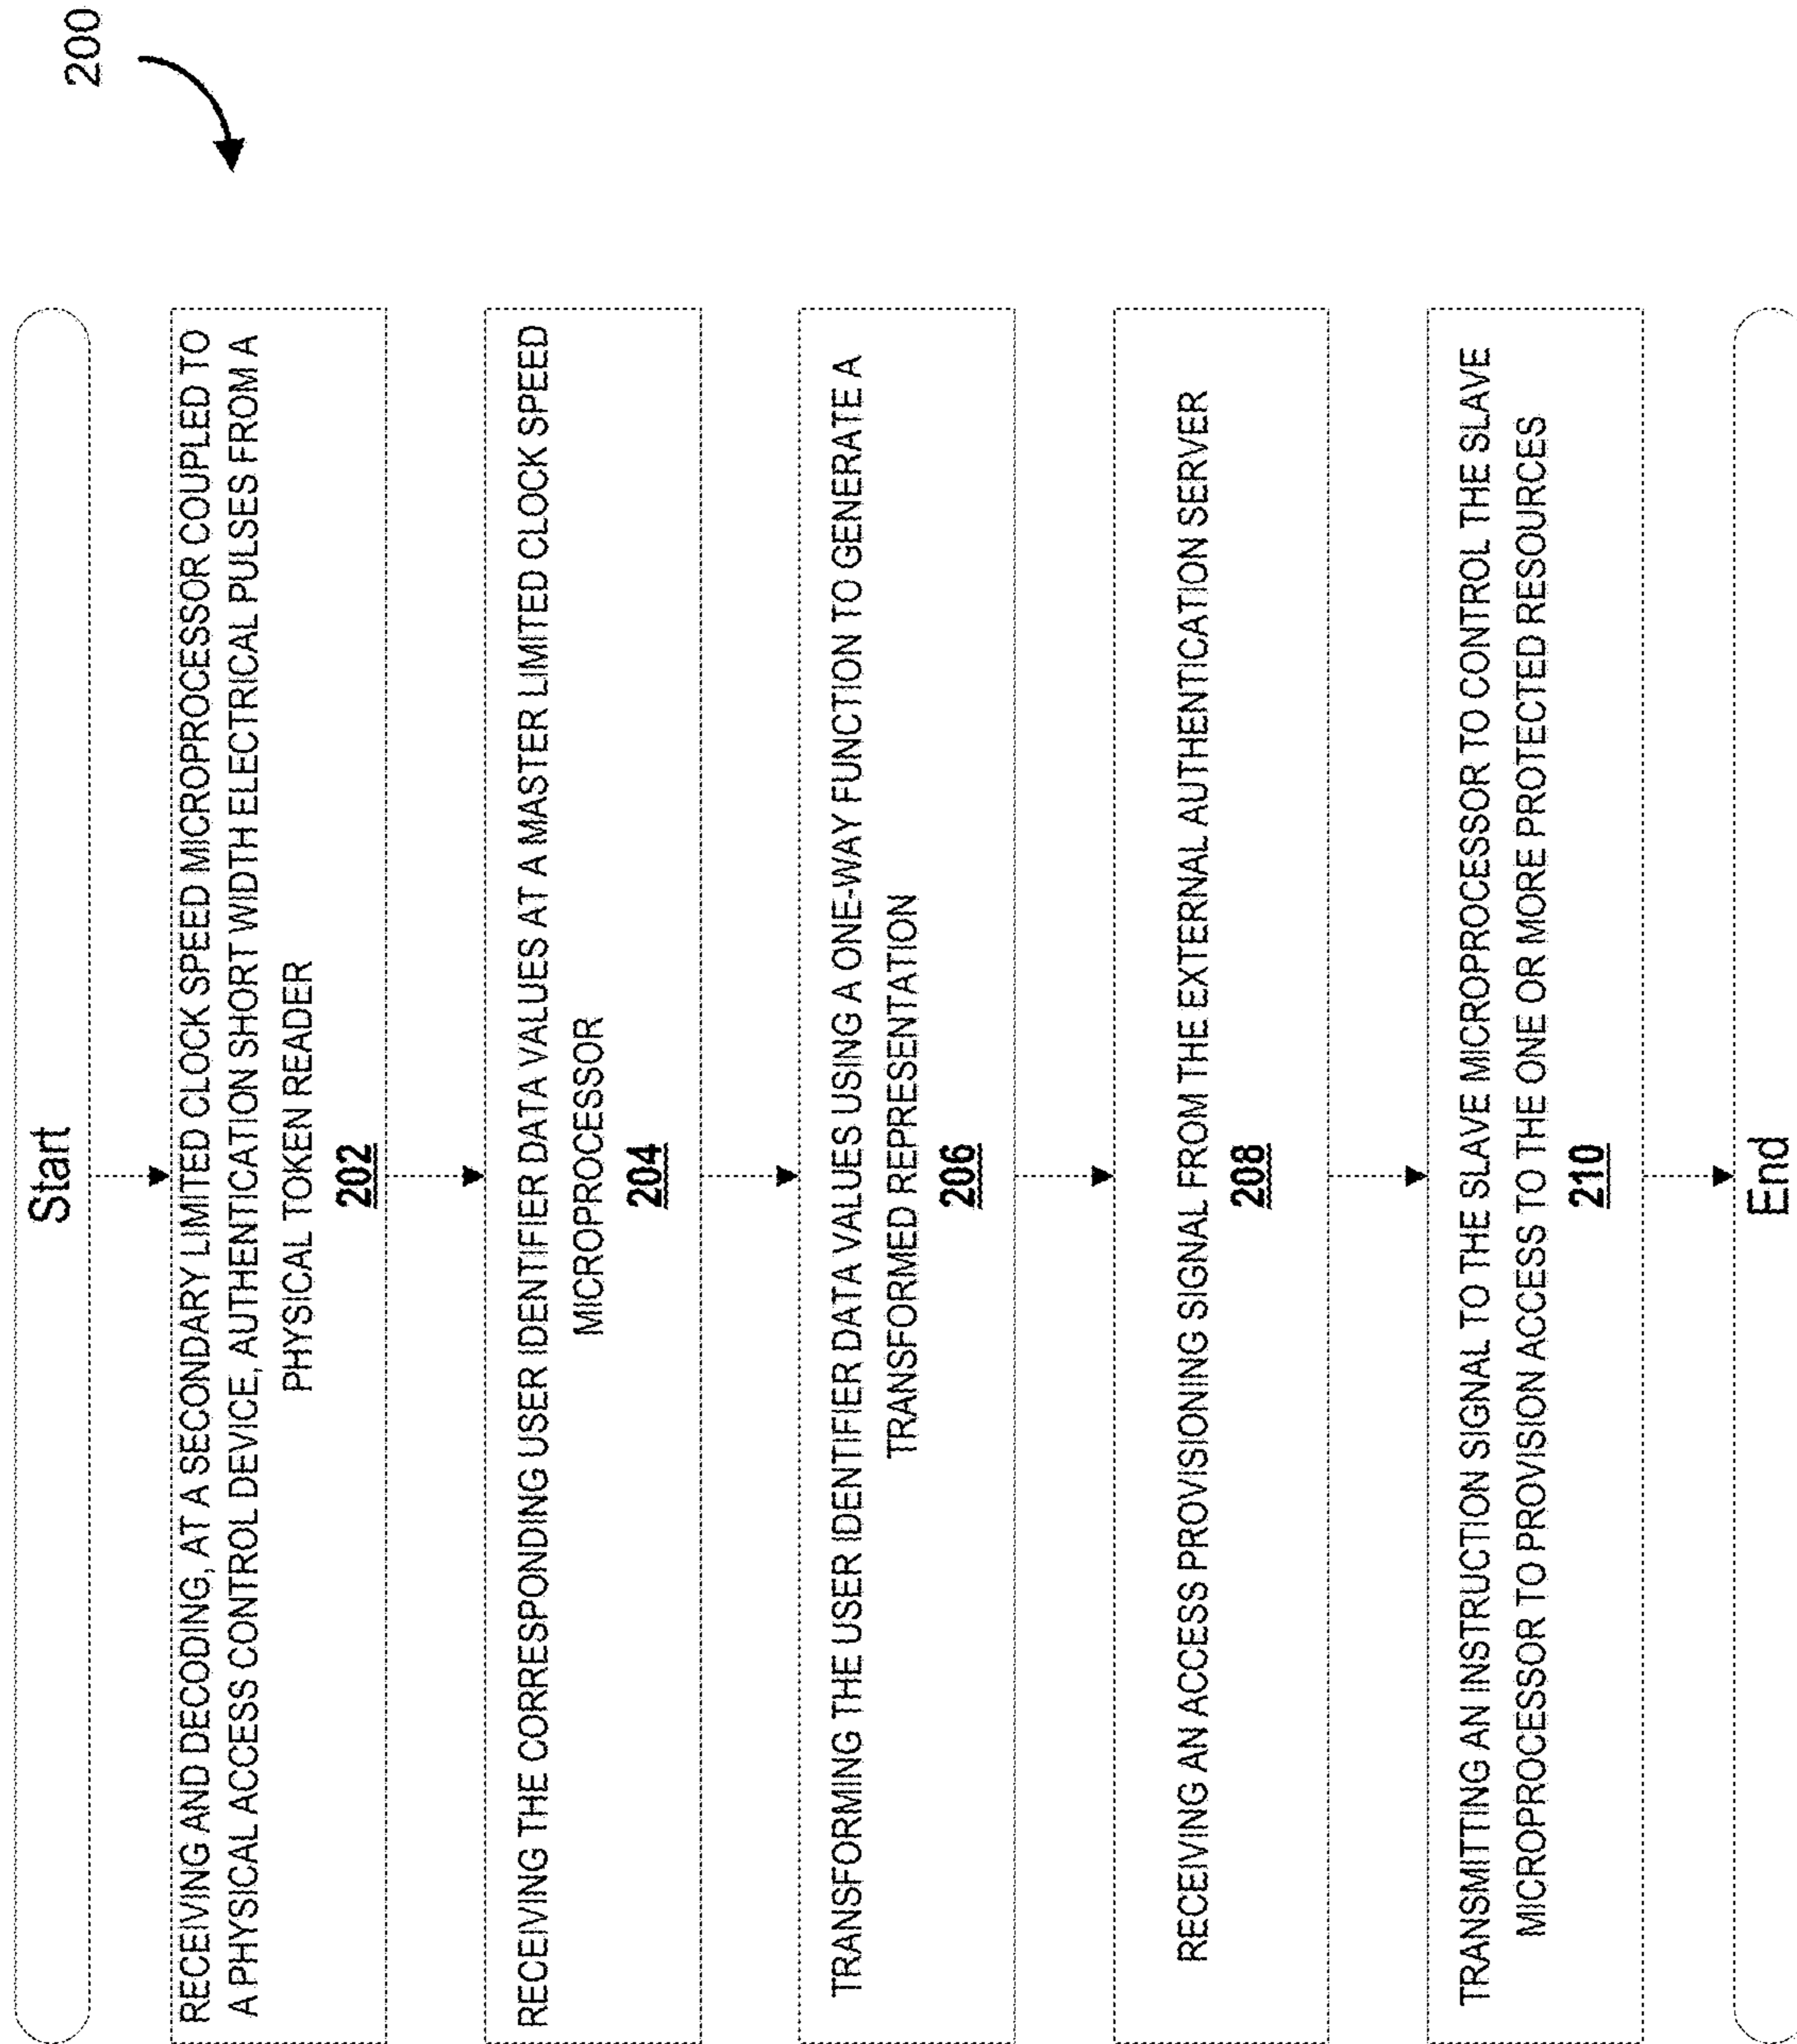 200
Start
RECEIVING AND DECODING, AT A SECONDARY LIMITED CLOCK SPEED MICROPROCESSOR COUPLED TO
A PHYSICAL ACCESS CONTROL DEVICE, AUTHENTICATION SHORT WIDTH ELECTRICAL PULSES FROM A
PHYSICAL TOKEN READER
202
RECEIVING THE CORRESPONDING USER IDENTIFIER DATA VALUES AT A MASTER LIMITED CLOCK SPEED
MICROPROCESSOR
204
TRANSFORMING THE USER IDENTIFIER DATA VALUES USING A ONE-WAY FUNCTION TO GENERATE A
TRANSFORMED REPRESENTATION
206
RECEIVING AN ACCESS PROVISIONING SIGNAL FROM THE EXTERNAL AUTHENTICATION SERVER
208
TRANSMITTING AN INSTRUCTION SIGNAL TO THE SLAVE MICROPROCESSOR TO CONTROL THE SLAVE
MICROPROCESSOR TO PROVISION ACCESS TO THE ONE OR MORE PROTECTED RESOURCES
210
End